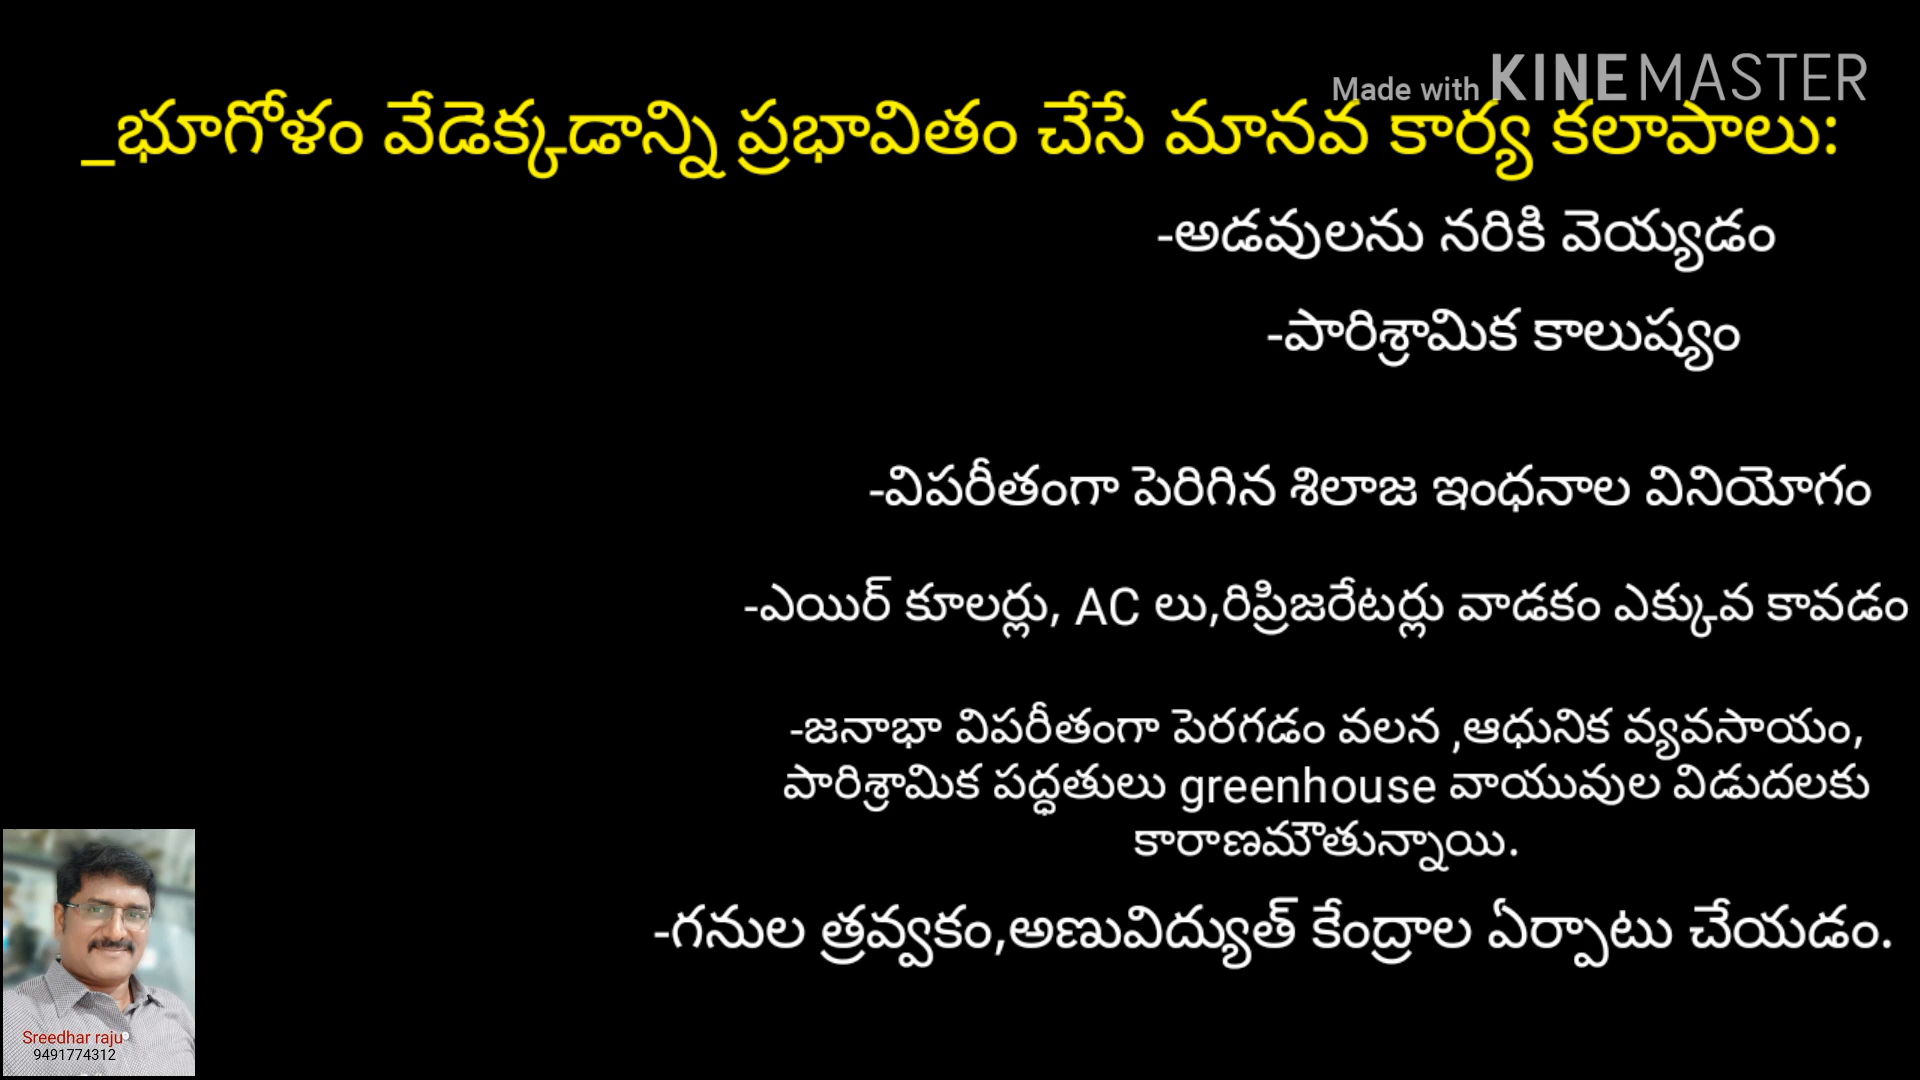 Made with KINEMASTER
_భూగోళం వేడెక్కడాన్ని ప్రభావితం చేసే మానవ కార్య కలాపాలు:
-అడవులను నరికి వెయ్యడం
-పారిశ్రామిక కాలుష్యం
-విపరీతంగా పెరిగిన శిలాజ ఇంధనాల వినియోగం
-ఎయిర్ కూలర్లు, AC లు,రిప్రిజరేటర్లు వాడకం ఎక్కువ కావడం
-జనాభా విపరీతంగా పెరగడం వలన ,ఆధునిక వ్యవసాయం,
పారిశ్రామిక పద్ధతులు greenhouse వాయువుల విడుదలకు
కారాణమౌతున్నాయి.
-గనుల త్రవ్వకం,అణువిద్యుత్ కేంద్రాల ఏర్పాటు చేయడం.
Sreedhar raju
9491774312